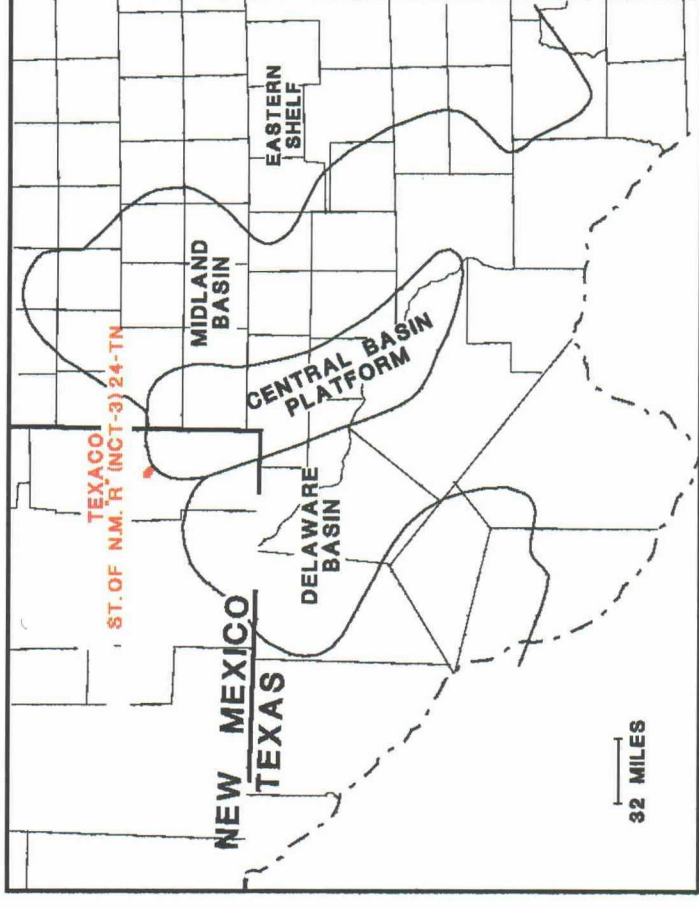 TEXACO
ST. OF N.M. "R" (NCT-3) 24-TN
EASTERN
SHELF
MIDLAND
BASIN
CENTRAL BASIN
PLATFORM
DELAWARE
BASIN
NEW MEXICO
TEXAS
32 MILES